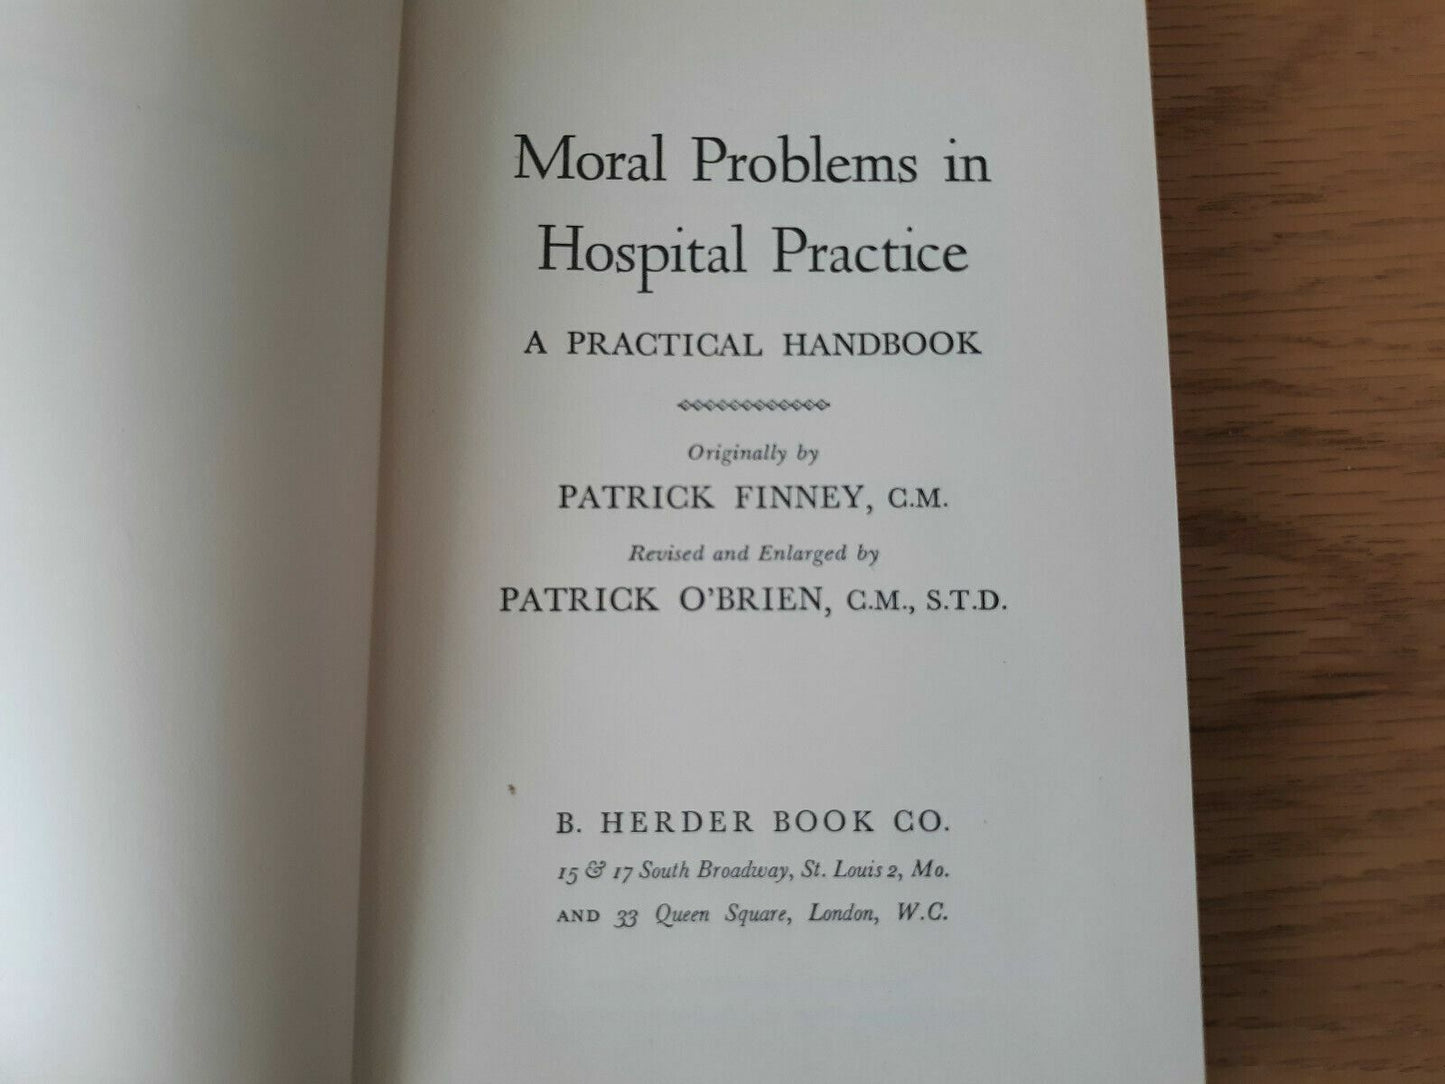 Moral Problems in
Hospital Practice
A PRACTICAL HANDBOOK
Originally by
PATRICK FINNEY, C.M.
Revised and Enlarged by
PATRICK O'BRIEN, C.M., S.T.D.
B. HERDER BOOK CO.
15 & 17 South Broadway, St. Louis 2, Mo.
AND 33 Queen Square, London, W.C.